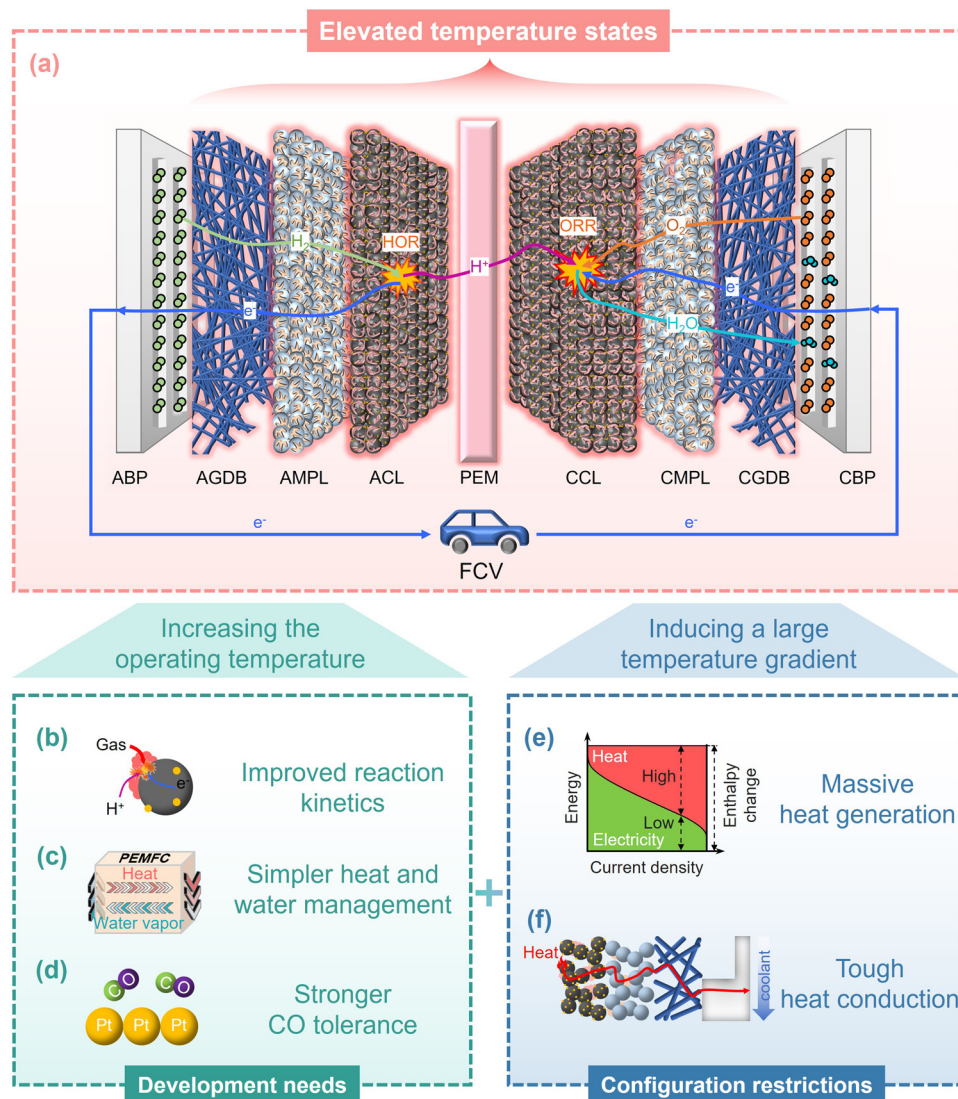 Elevated temperature states
(a)
H₂
HOR
H⁺
ORR
O₂
e⁻
e⁻
H₂O
ABP
AGDB
AMPL
ACL
PEM
CCL
CMPL
CGDB
CBP
e⁻
e⁻
FCV
Increasing the
operating temperature
Inducing a large
temperature gradient
(b)
Gas
H⁺
e⁻
Improved reaction
kinetics
(c)
PEMFC
Heat
Water vapor
Simpler heat and
water management
(d)
C O
C O
Pt Pt Pt
Stronger
CO tolerance
Development needs
+
(e)
Energy
Heat
High
Low
Electricity
Enthalpy
change
Current density
Massive
heat generation
(f)
Heat
coolant
Tough
heat conduction
Configuration restrictions